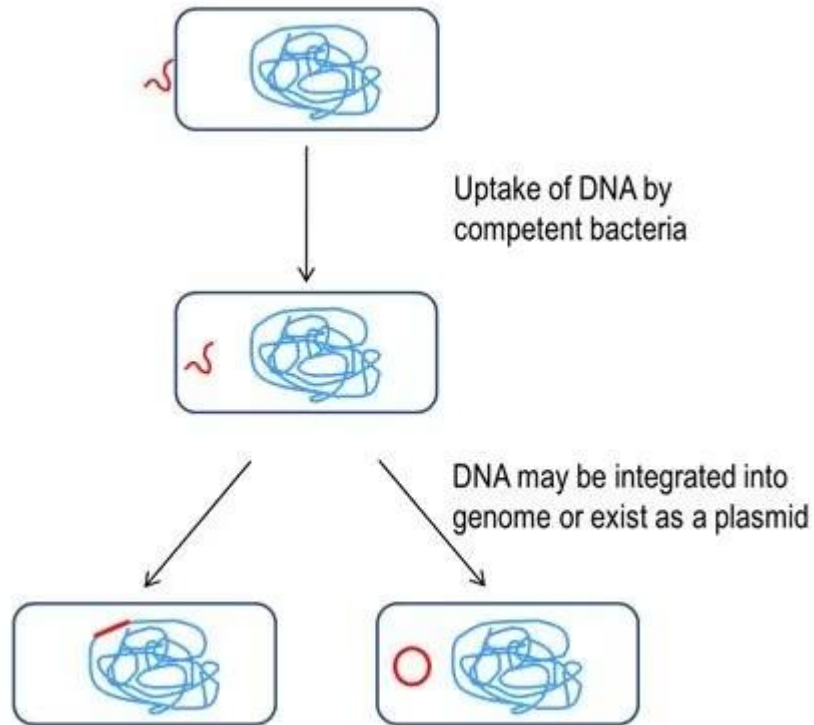 Uptake of DNA by
competent bacteria
DNA may be integrated into
genome or exist as a plasmid